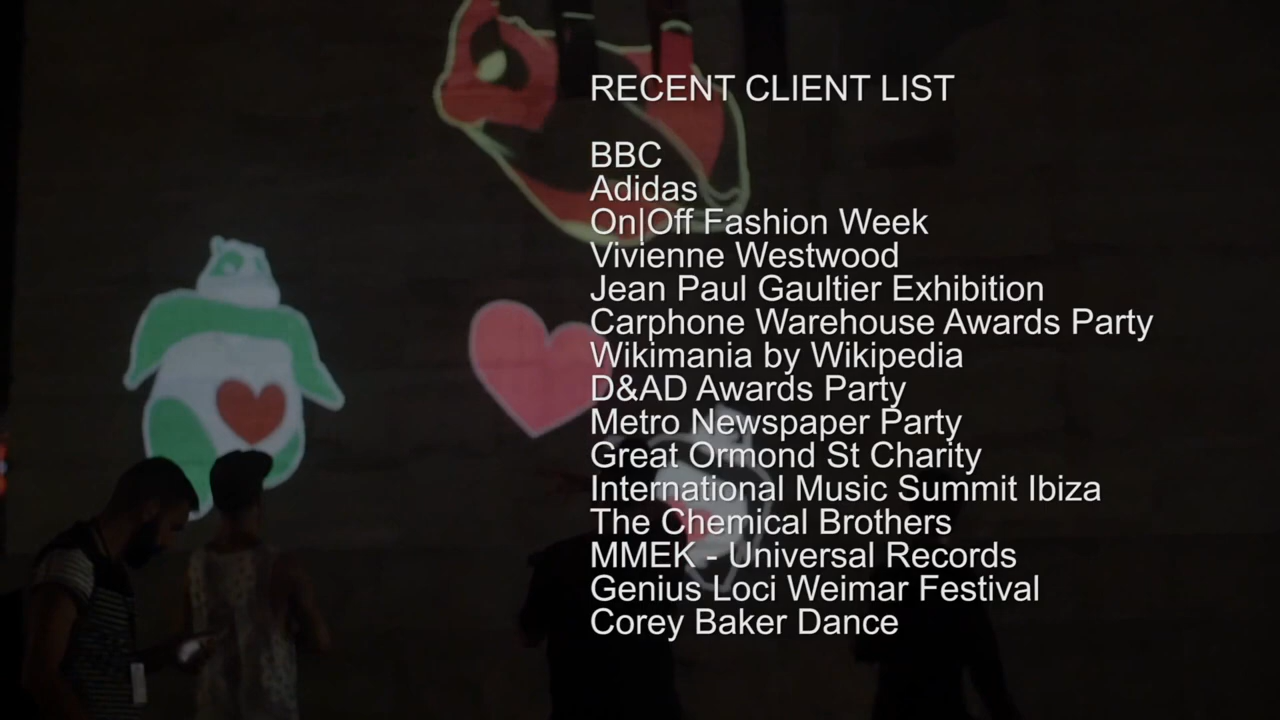 RECENT CLIENT LIST
BBC
Adidas
On|Off Fashion Week
Vivienne Westwood
Jean Paul Gaultier Exhibition
Carphone Warehouse Awards Party
Wikimania by Wikipedia
D&AD Awards Party
Metro Newspaper Party
Great Ormond St Charity
International Music Summit Ibiza
The Chemical Brothers
MMEK - Universal Records
Genius Loci Weimar Festival
Corey Baker Dance